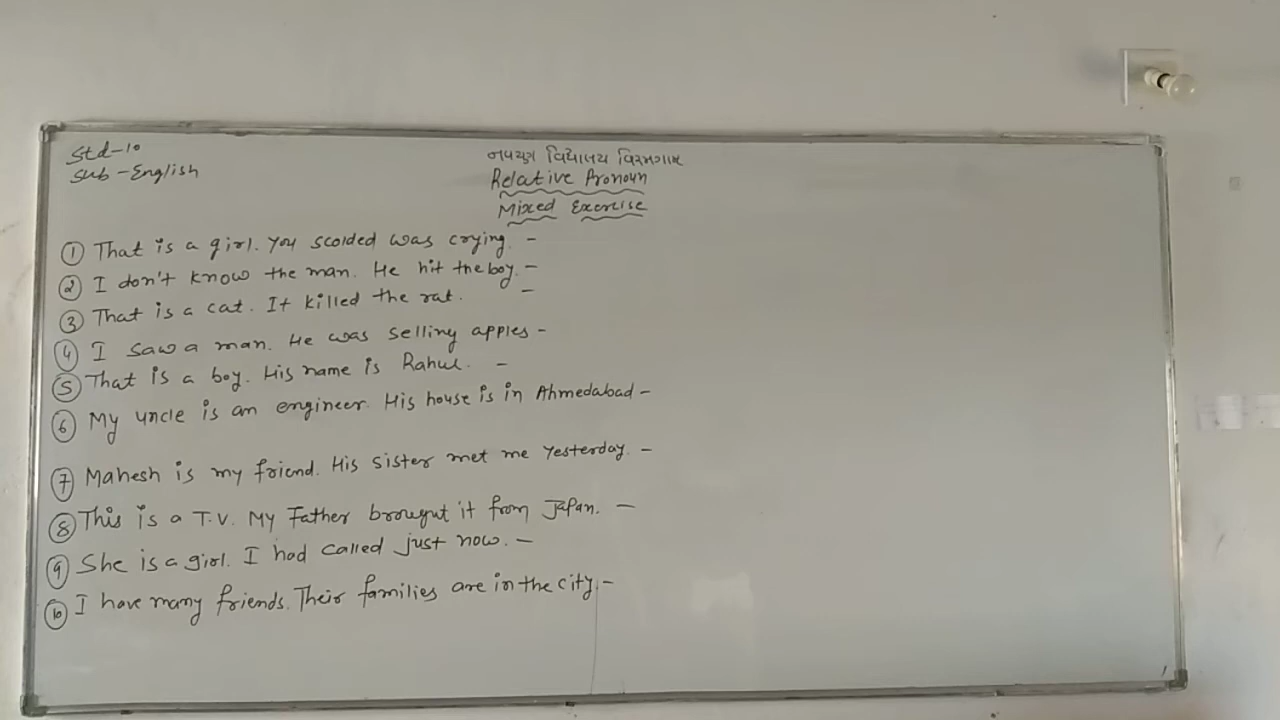 Std-10
Sub-English
નવયુગ વિદ્યાલય વિરમગામ
Relative Pronoun
Mixed Exercise
① That is a girl. You scolded was crying. -
② I don't know the man. He hit the boy. -
③ That is a cat. It killed the rat. -
④ I saw a man. He was selling apples -
⑤ That is a boy. His name is Rahul. -
⑥ My uncle is an engineer. His house is in Ahmedabad -
⑦ Mahesh is my friend. His sister met me yesterday. -
⑧ This is a T.V. My Father brought it from Japan. -
⑨ She is a girl. I had called just now. -
⑩ I have many friends. Their families are in the city. -